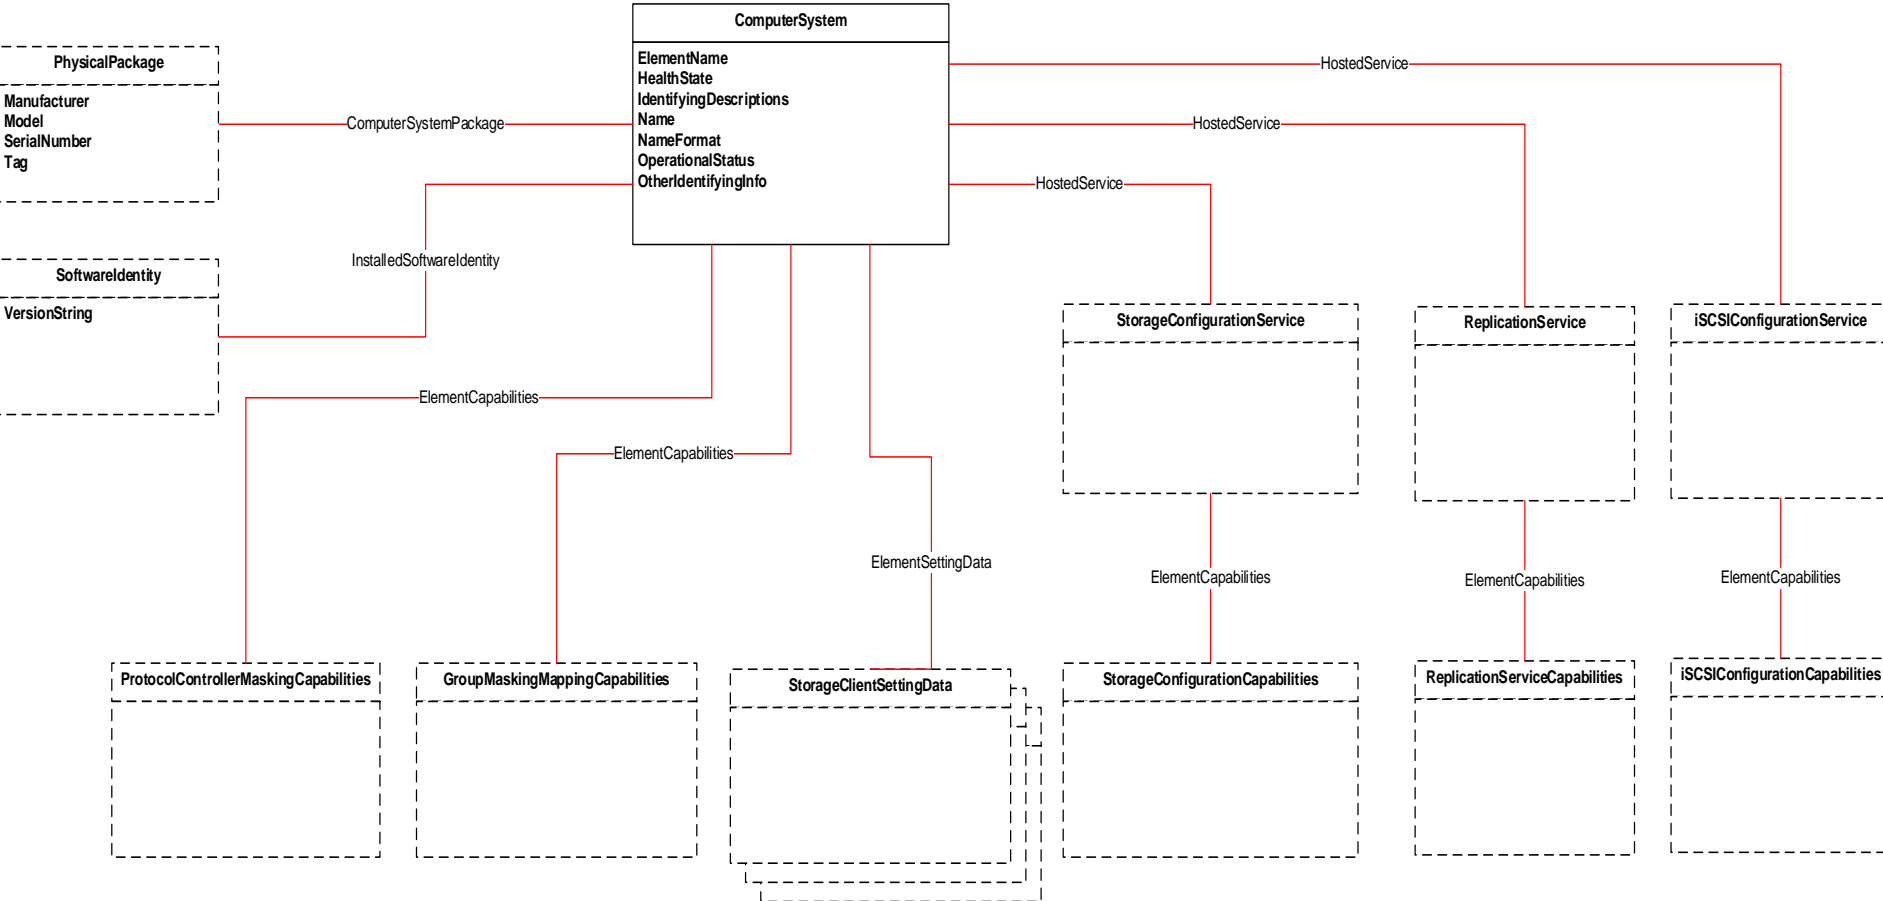 ComputerSystem
ElementName
HealthState
IdentifyingDescriptions
Name
NameFormat
OperationalStatus
OtherIdentifyingInfo
PhysicalPackage
Manufacturer
Model
SerialNumber
Tag
ComputerSystemPackage
HostedService
HostedService
HostedService
InstalledSoftwareIdentity
SoftwareIdentity
VersionString
StorageConfigurationService
ReplicationService
iSCSIConfigurationService
ElementCapabilities
ElementCapabilities
ElementSettingData
ElementCapabilities
ElementCapabilities
ElementCapabilities
ProtocolControllerMaskingCapabilities
GroupMaskingMappingCapabilities
StorageClientSettingData
StorageConfigurationCapabilities
ReplicationServiceCapabilities
iSCSIConfigurationCapabilities